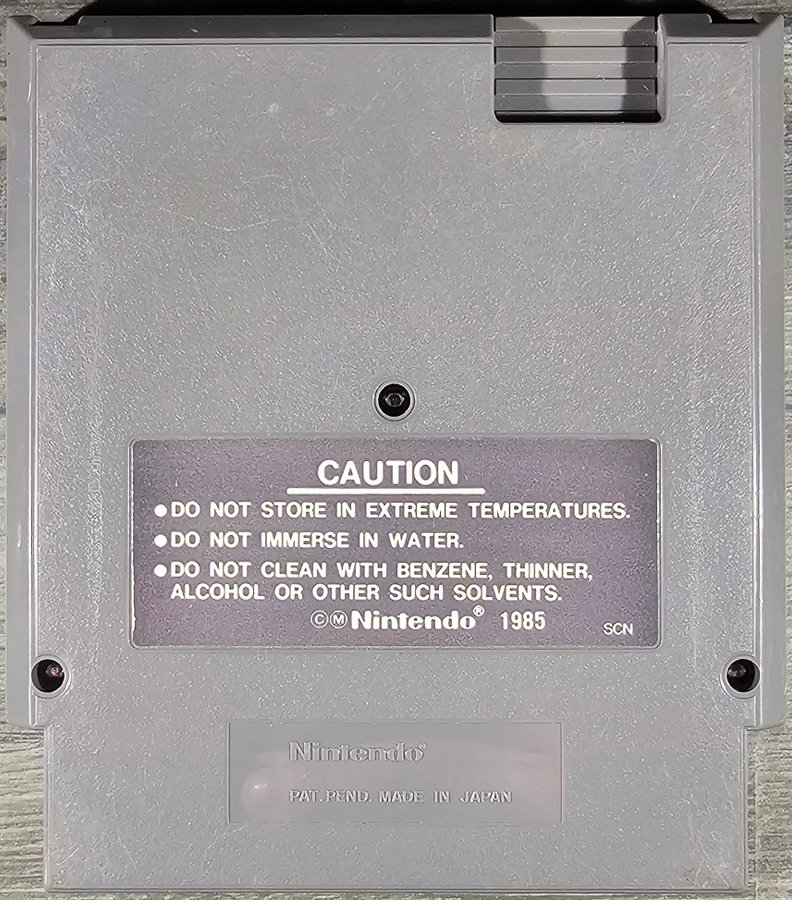 CAUTION
●DO NOT STORE IN EXTREME TEMPERATURES.
●DO NOT IMMERSE IN WATER.
●DO NOT CLEAN WITH BENZENE, THINNER,
ALCOHOL OR OTHER SUCH SOLVENTS.
ⒸⓂNintendo® 1985
SCN
Nintendo®
PAT. PEND. MADE IN JAPAN